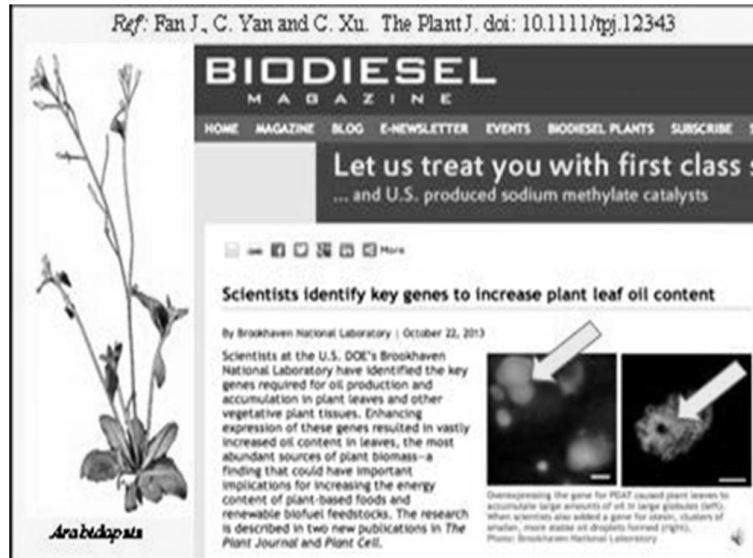 Ref: Fan J., C. Yan and C. Xu. The Plant J. doi: 10.1111/tpj.12343
BIODIESEL
MAGAZINE
HOME MAGAZINE BLOG E-NEWSLETTER EVENTS BIODIESEL PLANTS SUBSCRIBE S
Let us treat you with first class s
... and U.S. produced sodium methylate catalysts
More
Scientists identify key genes to increase plant leaf oil content
By Brookhaven National Laboratory | October 22, 2013
Scientists at the U.S. DOE's Brookhaven
National Laboratory have identified the key
genes required for oil production and
accumulation in plant leaves and other
vegetative plant tissues. Enhancing
expression of these genes resulted in vastly
increased oil content in leaves, the most
abundant sources of plant biomass—a
finding that could have important
implications for increasing the energy
content of plant-based foods and
renewable biofuel feedstocks. The research
is described in two new publications in The
Plant Journal and Plant Cell.
Overexpressing the gene for PDAT caused plant leaves to
accumulate large amounts of oil in large globules (left).
When scientists also added a gene for oleosin, clusters of
smaller, more stable oil droplets formed (right).
Photo: Brookhaven National Laboratory
Arabidopsis